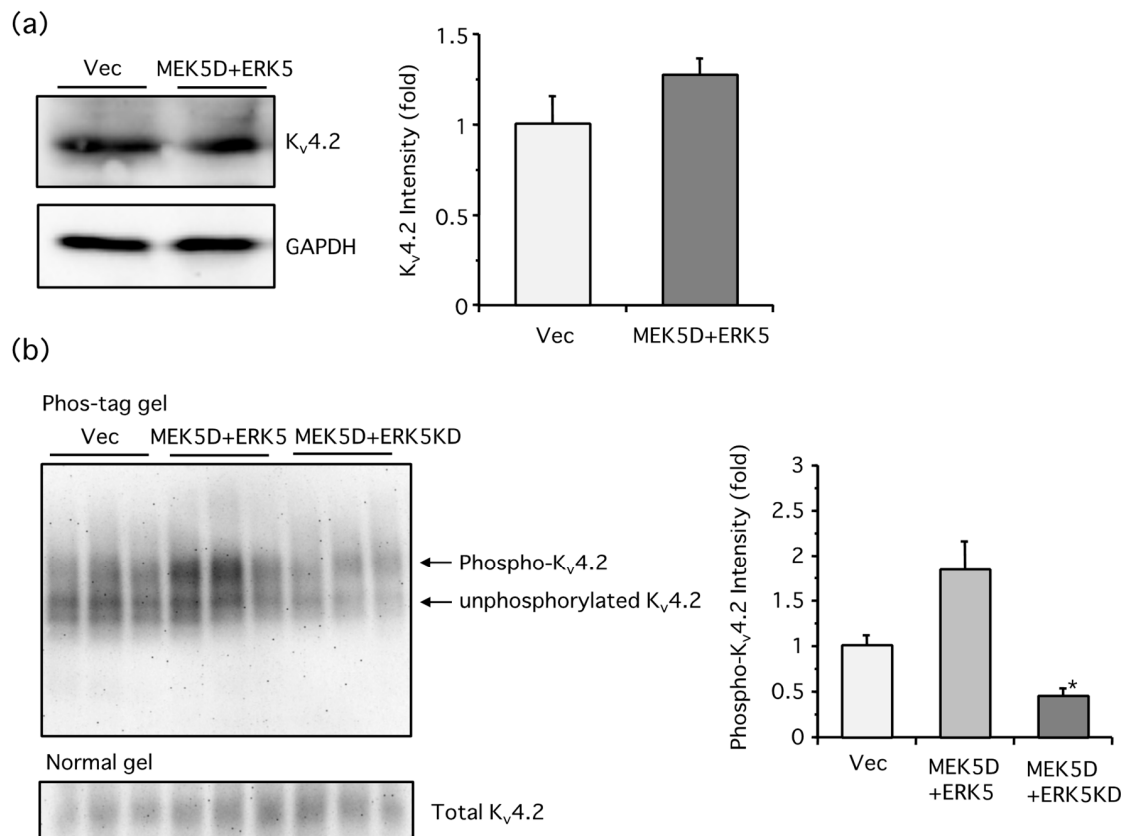 (a)
Vec MEK5D+ERK5
Kv4.2
GAPDH
Kv4.2 Intensity (fold)
1.5
1
0.5
0
Vec MEK5D+ERK5
(b)
Phos-tag gel
Vec MEK5D+ERK5 MEK5D+ERK5KD
Phospho-Kv4.2
unphosphorylated Kv4.2
Normal gel
Total Kv4.2
Phospho-Kv4.2 Intensity (fold)
3
2.5
2
1.5
1
0.5
0
*
Vec MEK5D MEK5D
+ERK5 +ERK5KD